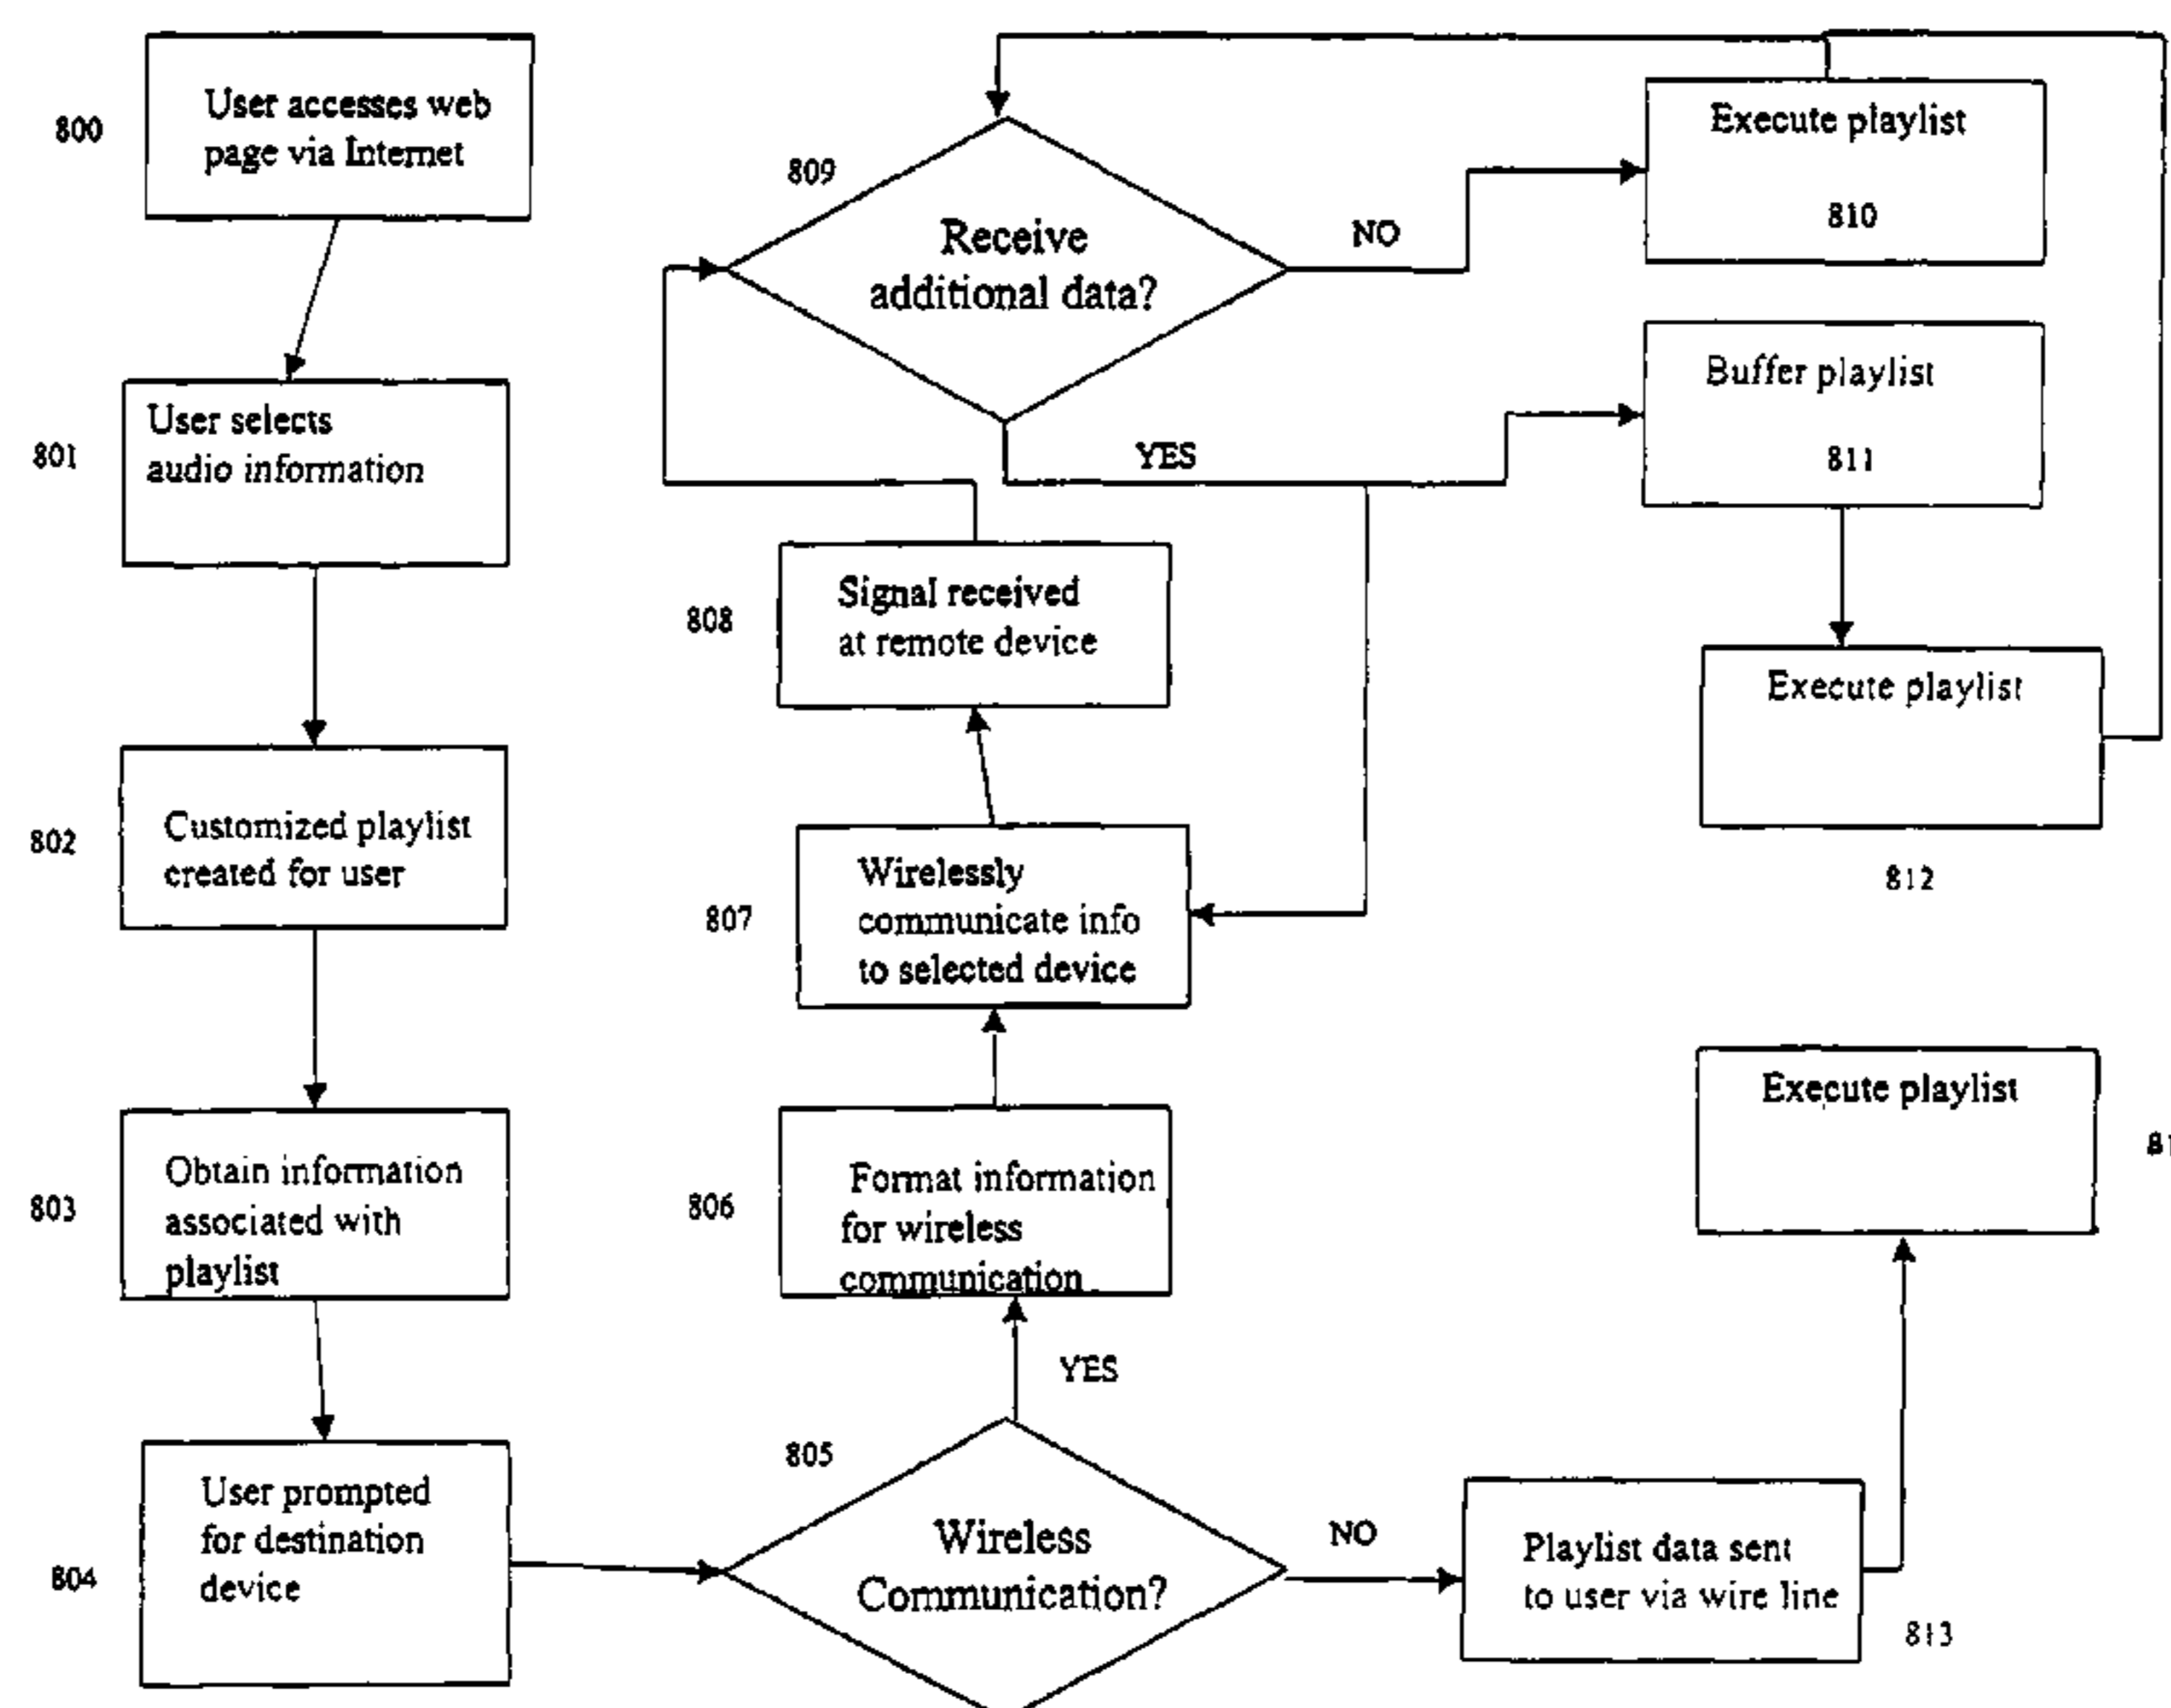 800
User accesses web
page via Internet
801
User selects
audio information
802
Customized playlist
created for user
803
Obtain information
associated with
playlist
804
User prompted
for destination
device
805
Wireless
Communication?
YES
NO
806
Format information
for wireless
communication
807
Wirelessly
communicate info
to selected device
808
Signal received
at remote device
809
Receive
additional data?
NO
YES
Execute playlist
810
Buffer playlist
811
Execute playlist
812
Playlist data sent
to user via wire line
813
Execute playlist